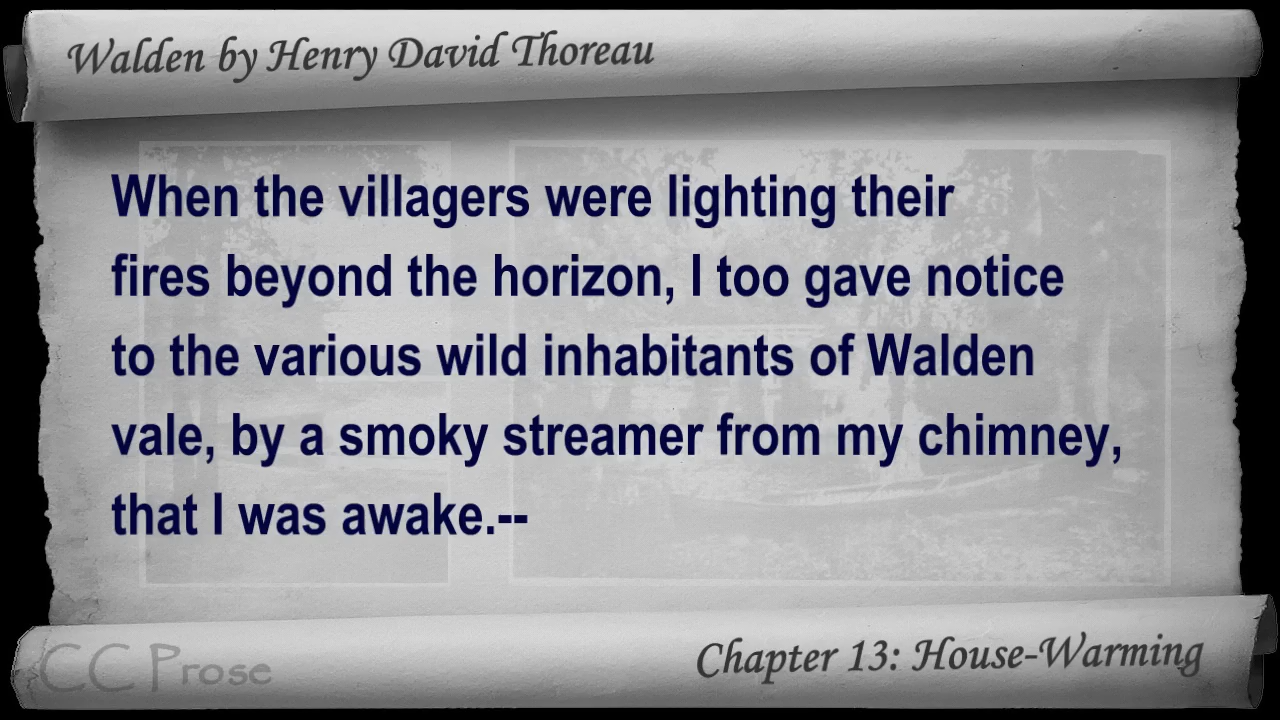 Walden by Henry David Thoreau
When the villagers were lighting their
fires beyond the horizon, I too gave notice
to the various wild inhabitants of Walden
vale, by a smoky streamer from my chimney,
that I was awake.--
CC Prose
Chapter 13: House-Warming